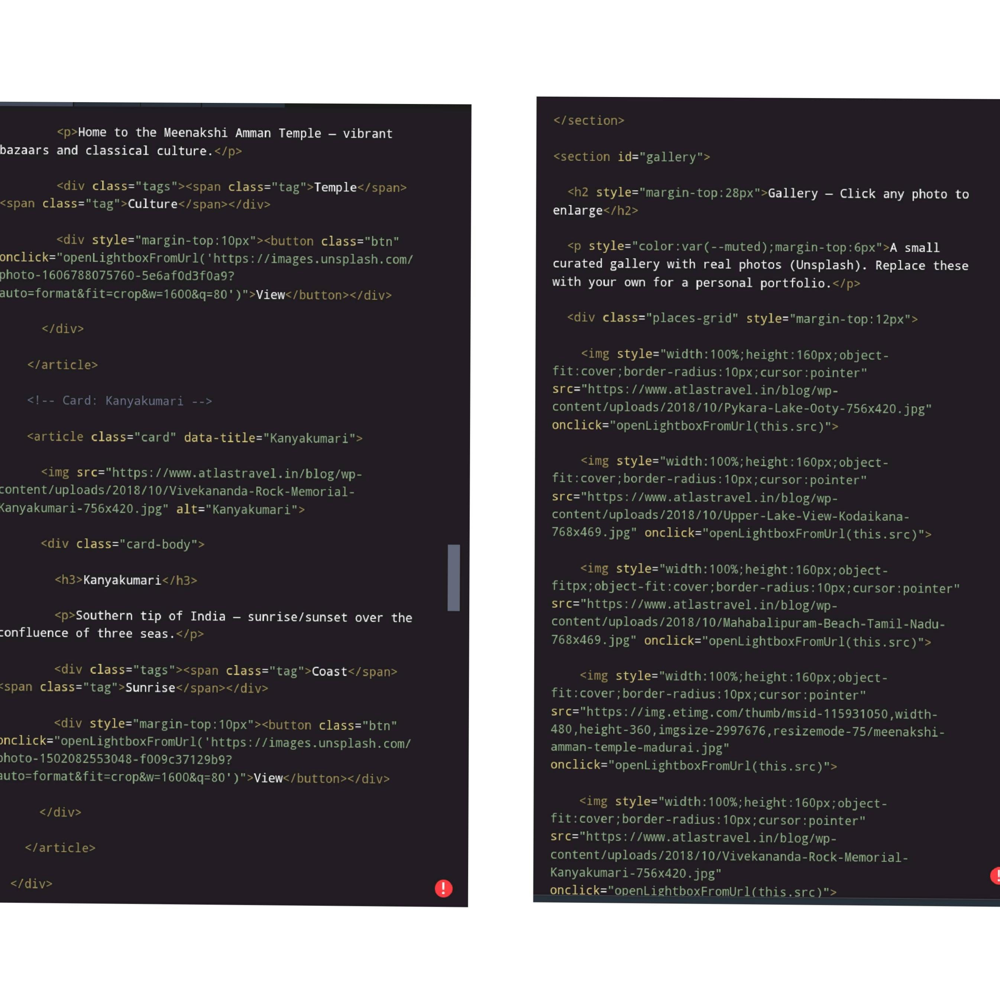 <p>Home to the Meenakshi Amman Temple — vibrant
bazaars and classical culture.</p>
<div class="tags"><span class="tag">Temple</span>
<span class="tag">Culture</span></div>
<div style="margin-top:10px"><button class="btn"
onclick="openLightboxFromUrl('https://images.unsplash.com/
photo-1606788075760-5e6af0d3f0a9?
auto=format&fit=crop&w=1600&q=80')">View</button></div>
</div>
</article>
<!-- Card: Kanyakumari -->
<article class="card" data-title="Kanyakumari">
<img src="https://www.atlastravel.in/blog/wp-
content/uploads/2018/10/Vivekananda-Rock-Memorial-
Kanyakumari-756x420.jpg" alt="Kanyakumari">
<div class="card-body">
<h3>Kanyakumari</h3>
<p>Southern tip of India — sunrise/sunset over the
confluence of three seas.</p>
<div class="tags"><span class="tag">Coast</span>
<span class="tag">Sunrise</span></div>
<div style="margin-top:10px"><button class="btn"
onclick="openLightboxFromUrl('https://images.unsplash.com/
photo-1502082553048-f009c37129b9?
auto=format&fit=crop&w=1600&q=80')">View</button></div>
</div>
</article>
</div>
</section>
<section id="gallery">
<h2 style="margin-top:28px">Gallery — Click any photo to
enlarge</h2>
<p style="color:var(--muted);margin-top:6px">A small
curated gallery with real photos (Unsplash). Replace these
with your own for a personal portfolio.</p>
<div class="places-grid" style="margin-top:12px">
<img style="width:100%;height:160px;object-
fit:cover;border-radius:10px;cursor:pointer"
src="https://www.atlastravel.in/blog/wp-
content/uploads/2018/10/Pykara-Lake-Ooty-756x420.jpg"
onclick="openLightboxFromUrl(this.src)">
<img style="width:100%;height:160px;object-
fit:cover;border-radius:10px;cursor:pointer"
src="https://www.atlastravel.in/blog/wp-
content/uploads/2018/10/Upper-Lake-View-Kodaikana-
768x469.jpg" onclick="openLightboxFromUrl(this.src)">
<img style="width:100%;height:160px;object-
fitpx;object-fit:cover;border-radius:10px;cursor:pointer"
src="https://www.atlastravel.in/blog/wp-
content/uploads/2018/10/Mahabalipuram-Beach-Tamil-Nadu-
768x469.jpg" onclick="openLightboxFromUrl(this.src)">
<img style="width:100%;height:160px;object-
fit:cover;border-radius:10px;cursor:pointer"
src="https://img.etimg.com/thumb/msid-115931050,width-
480,height-360,imgsize-2997676,resizemode-75/meenakshi-
amman-temple-madurai.jpg"
onclick="openLightboxFromUrl(this.src)">
<img style="width:100%;height:160px;object-
fit:cover;border-radius:10px;cursor:pointer"
src="https://www.atlastravel.in/blog/wp-
content/uploads/2018/10/Vivekananda-Rock-Memorial-
Kanyakumari-756x420.jpg"
onclick="openLightboxFromUrl(this.src)">